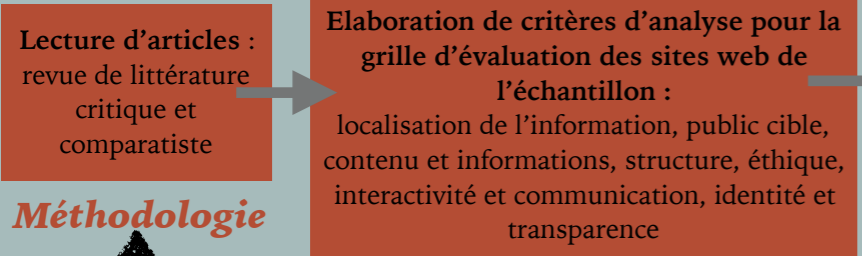 Lecture d’articles :
revue de littérature
critique et
comparatiste
Elaboration de critères d’analyse pour la
grille d’évaluation des sites web de
l’échantillon :
localisation de l’information, public cible,
contenu et informations, structure, éthique,
interactivité et communication, identité et
transparence
Méthodologie